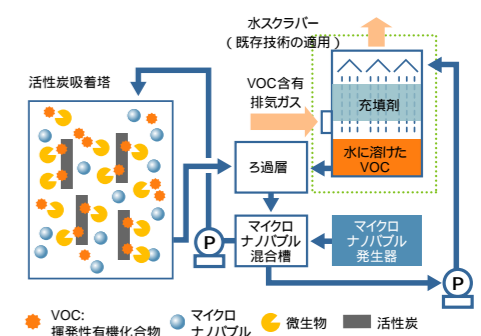 水スクラバー
(既存技術の適用)
活性炭吸着塔
VOC含有
排気ガス
充填剤
水に溶けた
VOC
ろ過層
マイクロ
ナノバブル
混合槽
マイクロ
ナノバブル
発生器
P
P
VOC:
揮発性有機化合物
マイクロ
ナノバブル
微生物
活性炭